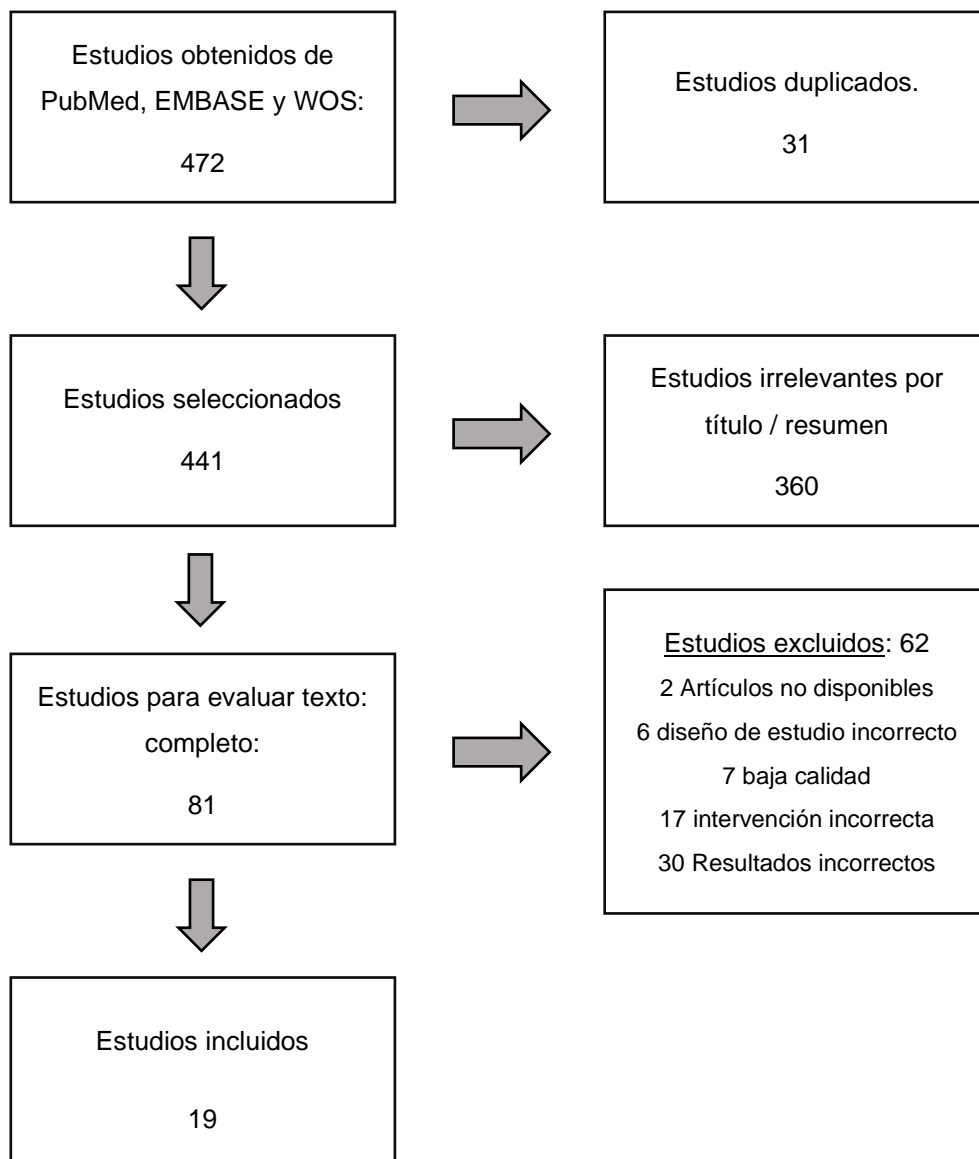 Estudios obtenidos de
PubMed, EMBASE y WOS:
472
Estudios duplicados.
31
Estudios seleccionados
441
Estudios irrelevantes por
título / resumen
360
Estudios para evaluar texto:
completo:
81
Estudios excluidos: 62
2 Artículos no disponibles
6 diseño de estudio incorrecto
7 baja calidad
17 intervención incorrecta
30 Resultados incorrectos
Estudios incluidos
19